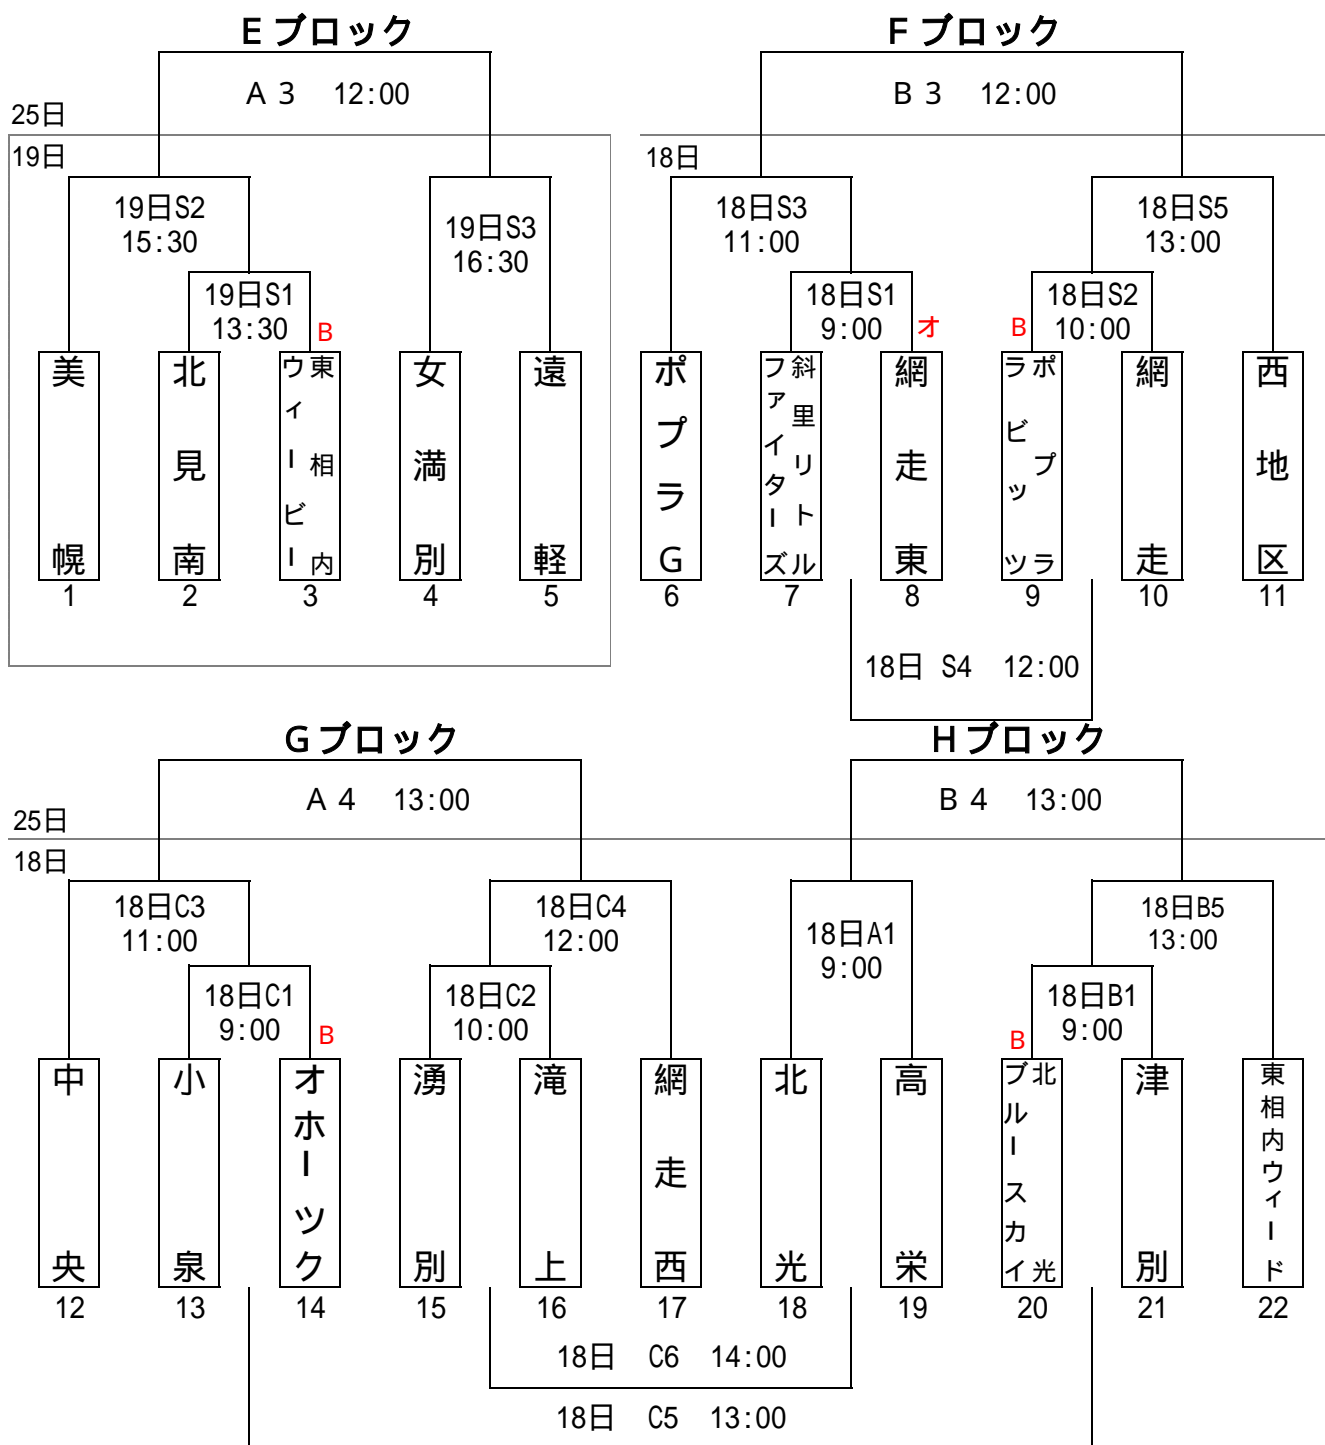 Eブロック
Fブロック
A 3 12:00
B 3 12:00
25日
19日
18日
19日S2
15:30
19日S3
16:30
18日S3
11:00
18日S5
13:00
19日S1
13:30
B
18日S1
9:00
オ
B
18日S2
10:00
美幌
北見南
東相内ウィービー
女満別
遠軽
ポプラG
斜里リトルファイターズ
網走東
ポプララビッツ
網走
西地区
1 2 3 4 5 6 7 8 9 10 11
18日 S4 12:00
Gブロック
Hブロック
A 4 13:00
B 4 13:00
25日
18日
18日C3
11:00
18日C4
12:00
18日A1
9:00
18日B5
13:00
18日C1
9:00
B
18日C2
10:00
B
18日B1
9:00
中央
小泉
オホーツク
湧別
滝上
網走西
北光
高栄
北光ブルースカイ
津別
東相内ウィード
12 13 14 15 16 17 18 19 20 21 22
18日 C6 14:00
18日 C5 13:00